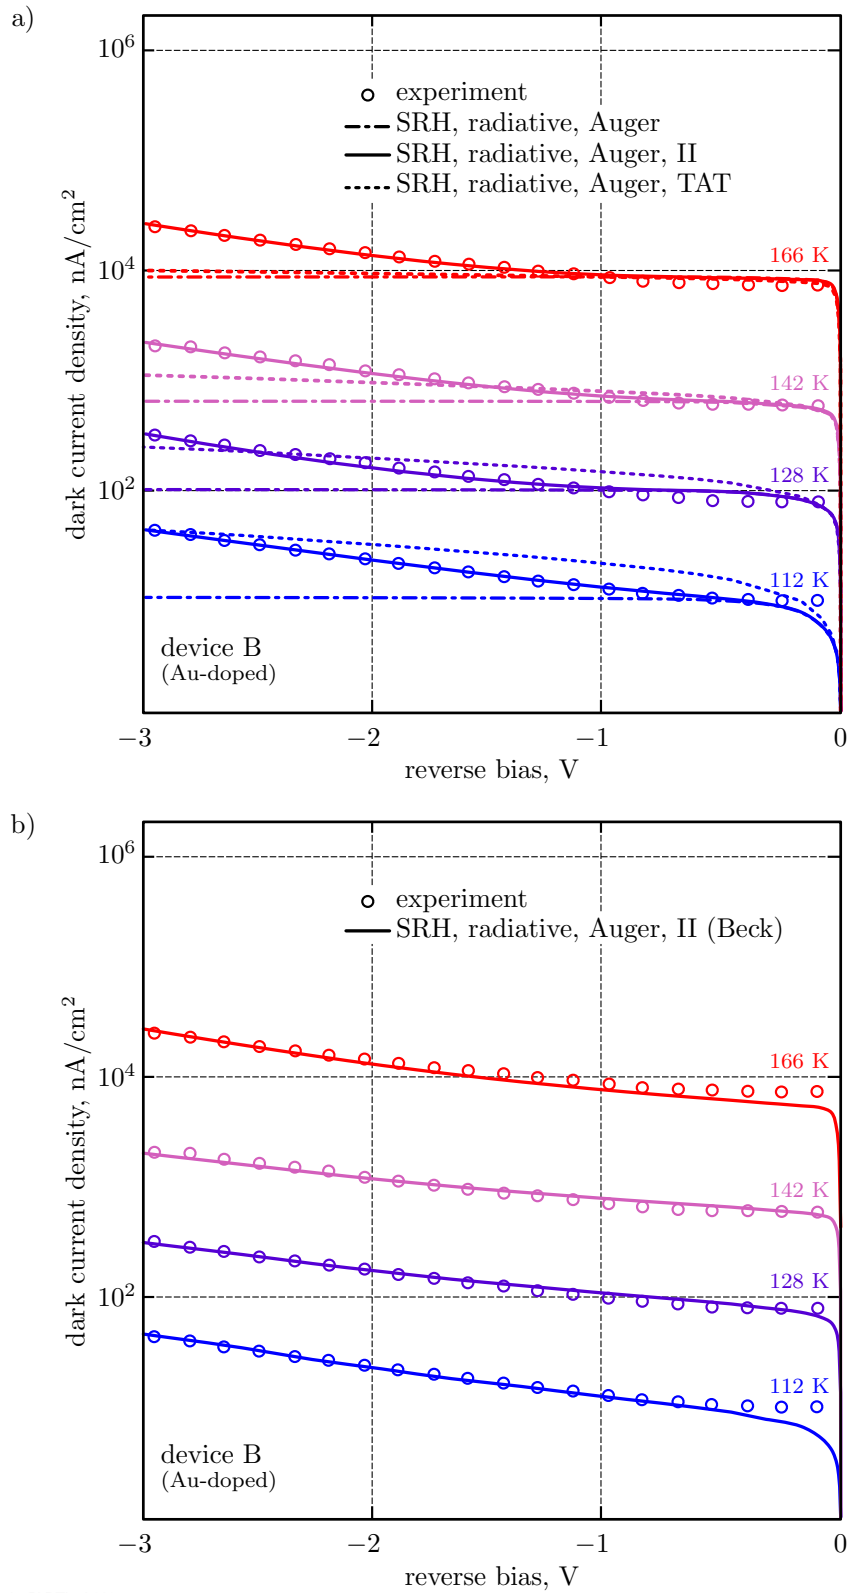 a)
10^6
experiment
SRH, radiative, Auger
SRH, radiative, Auger, II
SRH, radiative, Auger, TAT
dark current density, nA/cm^2
166 K
10^4
142 K
128 K
10^2
112 K
device B
(Au-doped)
−3 −2 −1 0
reverse bias, V
b)
10^6
experiment
SRH, radiative, Auger, II (Beck)
dark current density, nA/cm^2
166 K
10^4
142 K
128 K
10^2
112 K
device B
(Au-doped)
−3 −2 −1 0
reverse bias, V